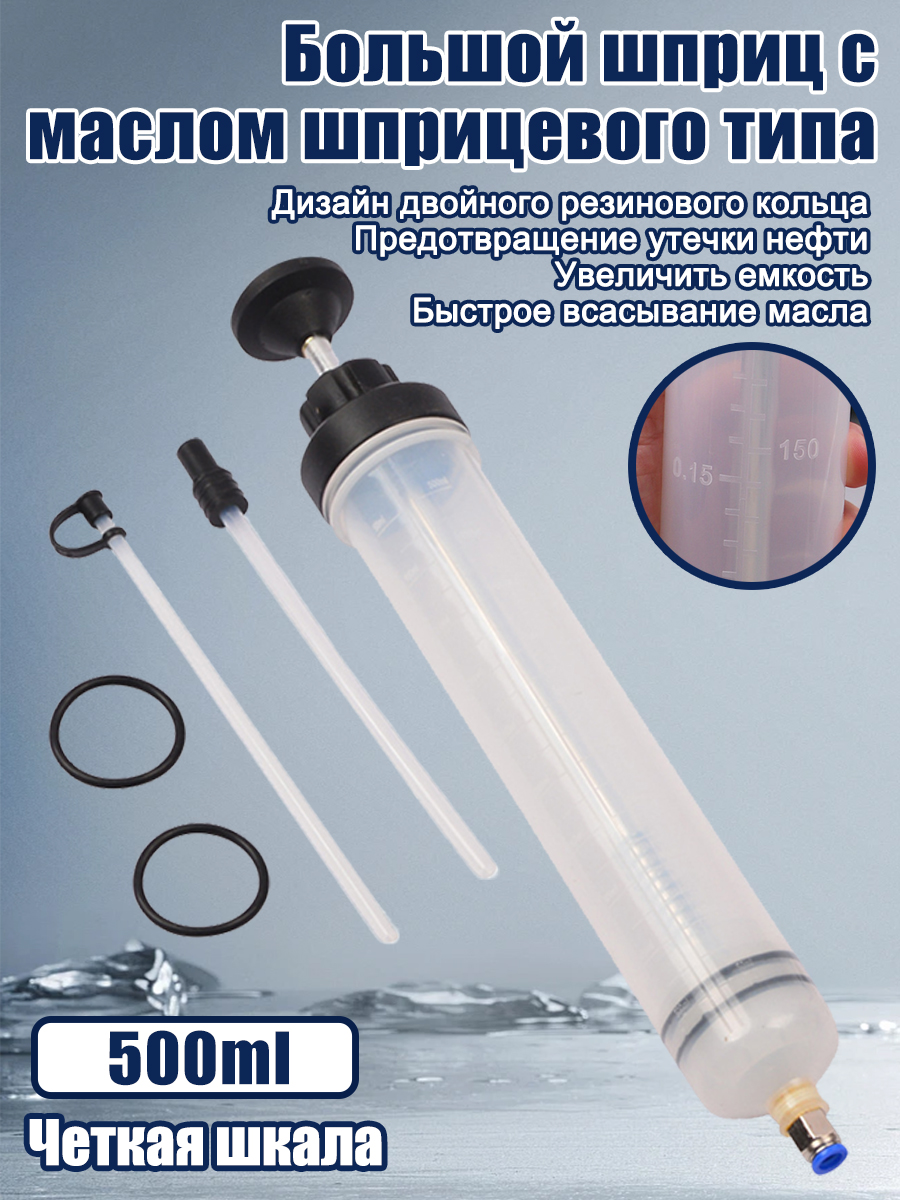 Большой шприц с
маслом шприцевого типа
Дизайн двойного резинового кольца
Предотвращение утечки нефти
Увеличить емкость
Быстрое всасывание масла
0.15
150
500ml
Четкая шкала